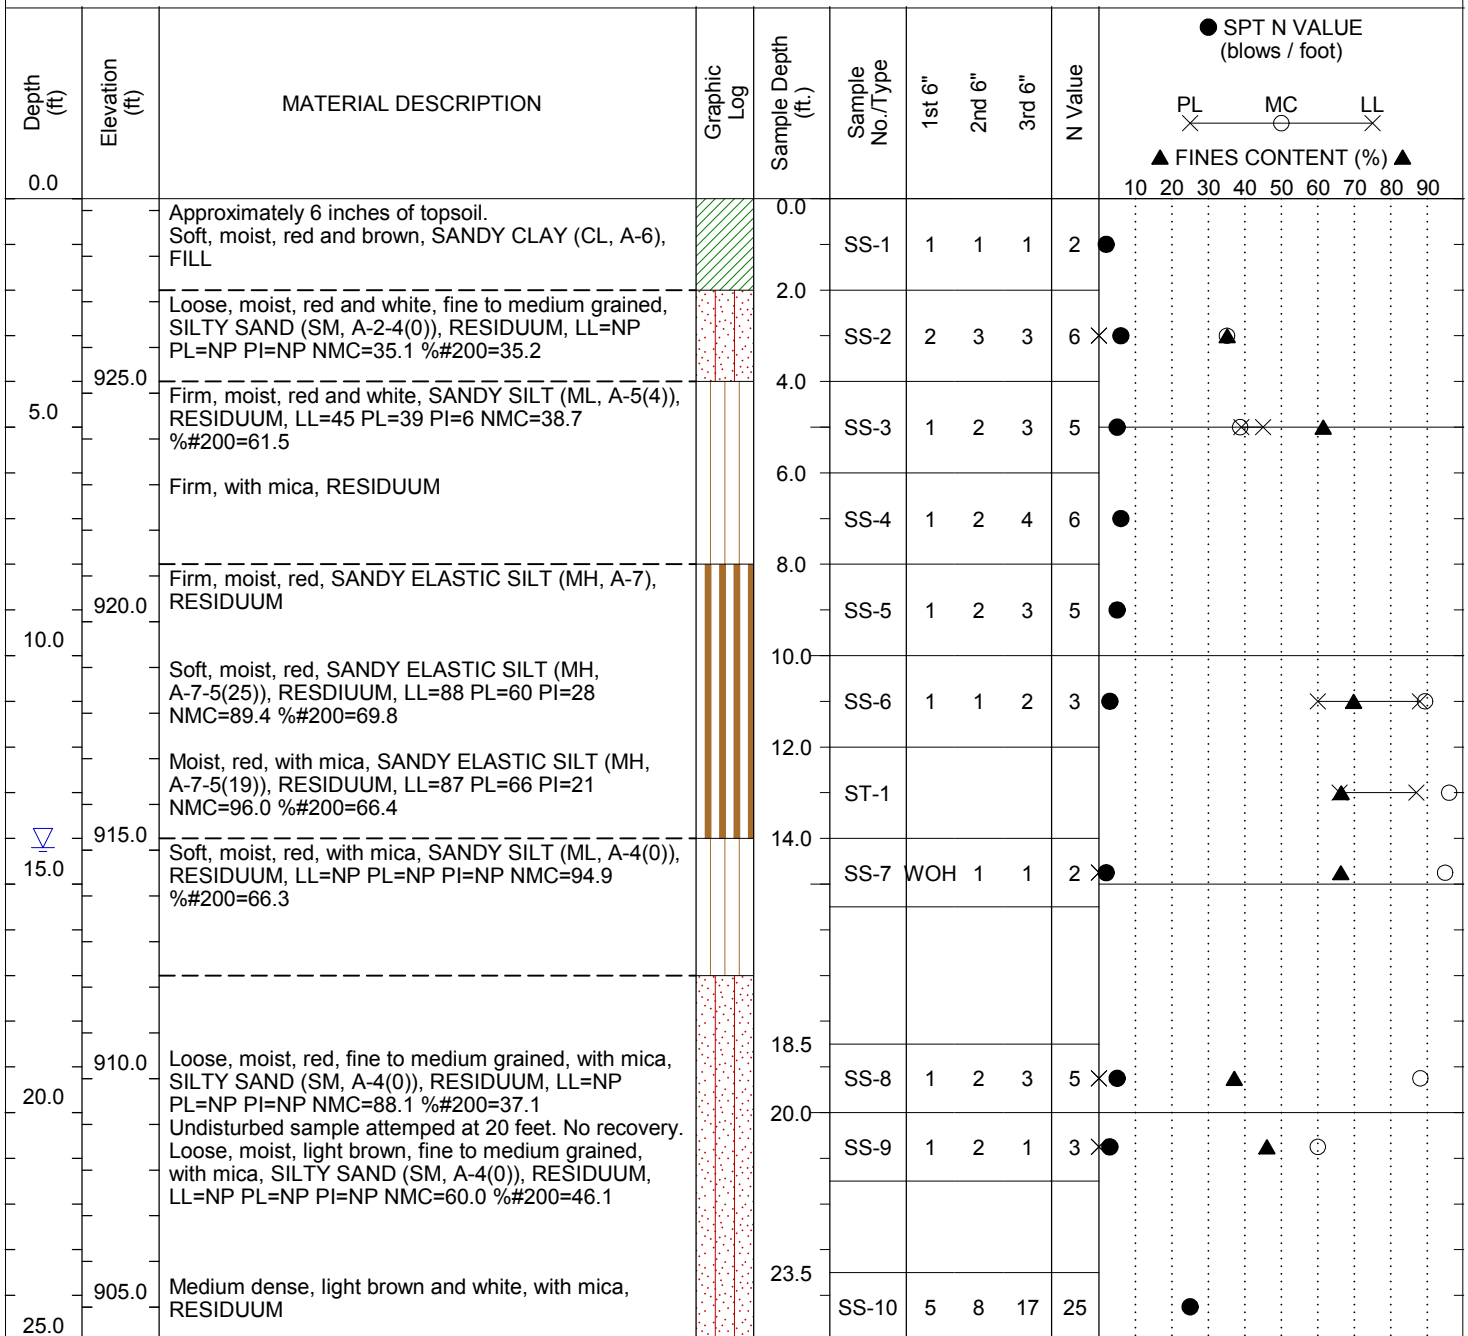 Depth (ft)
Elevation (ft)
MATERIAL DESCRIPTION
Graphic Log
Sample Depth (ft.)
Sample No./Type
1st 6"
2nd 6"
3rd 6"
N Value
● SPT N VALUE
(blows / foot)
PL MC LL
▲ FINES CONTENT (%) ▲
0.0
10 20 30 40 50 60 70 80 90
Approximately 6 inches of topsoil.
Soft, moist, red and brown, SANDY CLAY (CL, A-6),
FILL
0.0
SS-1 1 1 1 2
2.0
Loose, moist, red and white, fine to medium grained,
SILTY SAND (SM, A-2-4(0)), RESIDUUM, LL=NP
PL=NP PI=NP NMC=35.1 %#200=35.2
SS-2 2 3 3 6
925.0
4.0
Firm, moist, red and white, SANDY SILT (ML, A-5(4)),
RESIDUUM, LL=45 PL=39 PI=6 NMC=38.7
%#200=61.5
5.0
SS-3 1 2 3 5
6.0
Firm, with mica, RESIDUUM
SS-4 1 2 4 6
8.0
Firm, moist, red, SANDY ELASTIC SILT (MH, A-7),
RESIDUUM
920.0
SS-5 1 2 3 5
10.0
10.0
Soft, moist, red, SANDY ELASTIC SILT (MH,
A-7-5(25)), RESDIUUM, LL=88 PL=60 PI=28
NMC=89.4 %#200=69.8
SS-6 1 1 2 3
12.0
Moist, red, with mica, SANDY ELASTIC SILT (MH,
A-7-5(19)), RESIDUUM, LL=87 PL=66 PI=21
NMC=96.0 %#200=66.4
ST-1
915.0
14.0
Soft, moist, red, with mica, SANDY SILT (ML, A-4(0)),
RESIDUUM, LL=NP PL=NP PI=NP NMC=94.9
%#200=66.3
15.0
SS-7 WOH 1 1 2
18.5
910.0
Loose, moist, red, fine to medium grained, with mica,
SILTY SAND (SM, A-4(0)), RESIDUUM, LL=NP
PL=NP PI=NP NMC=88.1 %#200=37.1
SS-8 1 2 3 5
20.0
20.0
Undisturbed sample attemped at 20 feet. No recovery.
Loose, moist, light brown, fine to medium grained,
with mica, SILTY SAND (SM, A-4(0)), RESIDUUM,
LL=NP PL=NP PI=NP NMC=60.0 %#200=46.1
SS-9 1 2 1 3
23.5
905.0
Medium dense, light brown and white, with mica,
RESIDUUM
SS-10 5 8 17 25
25.0